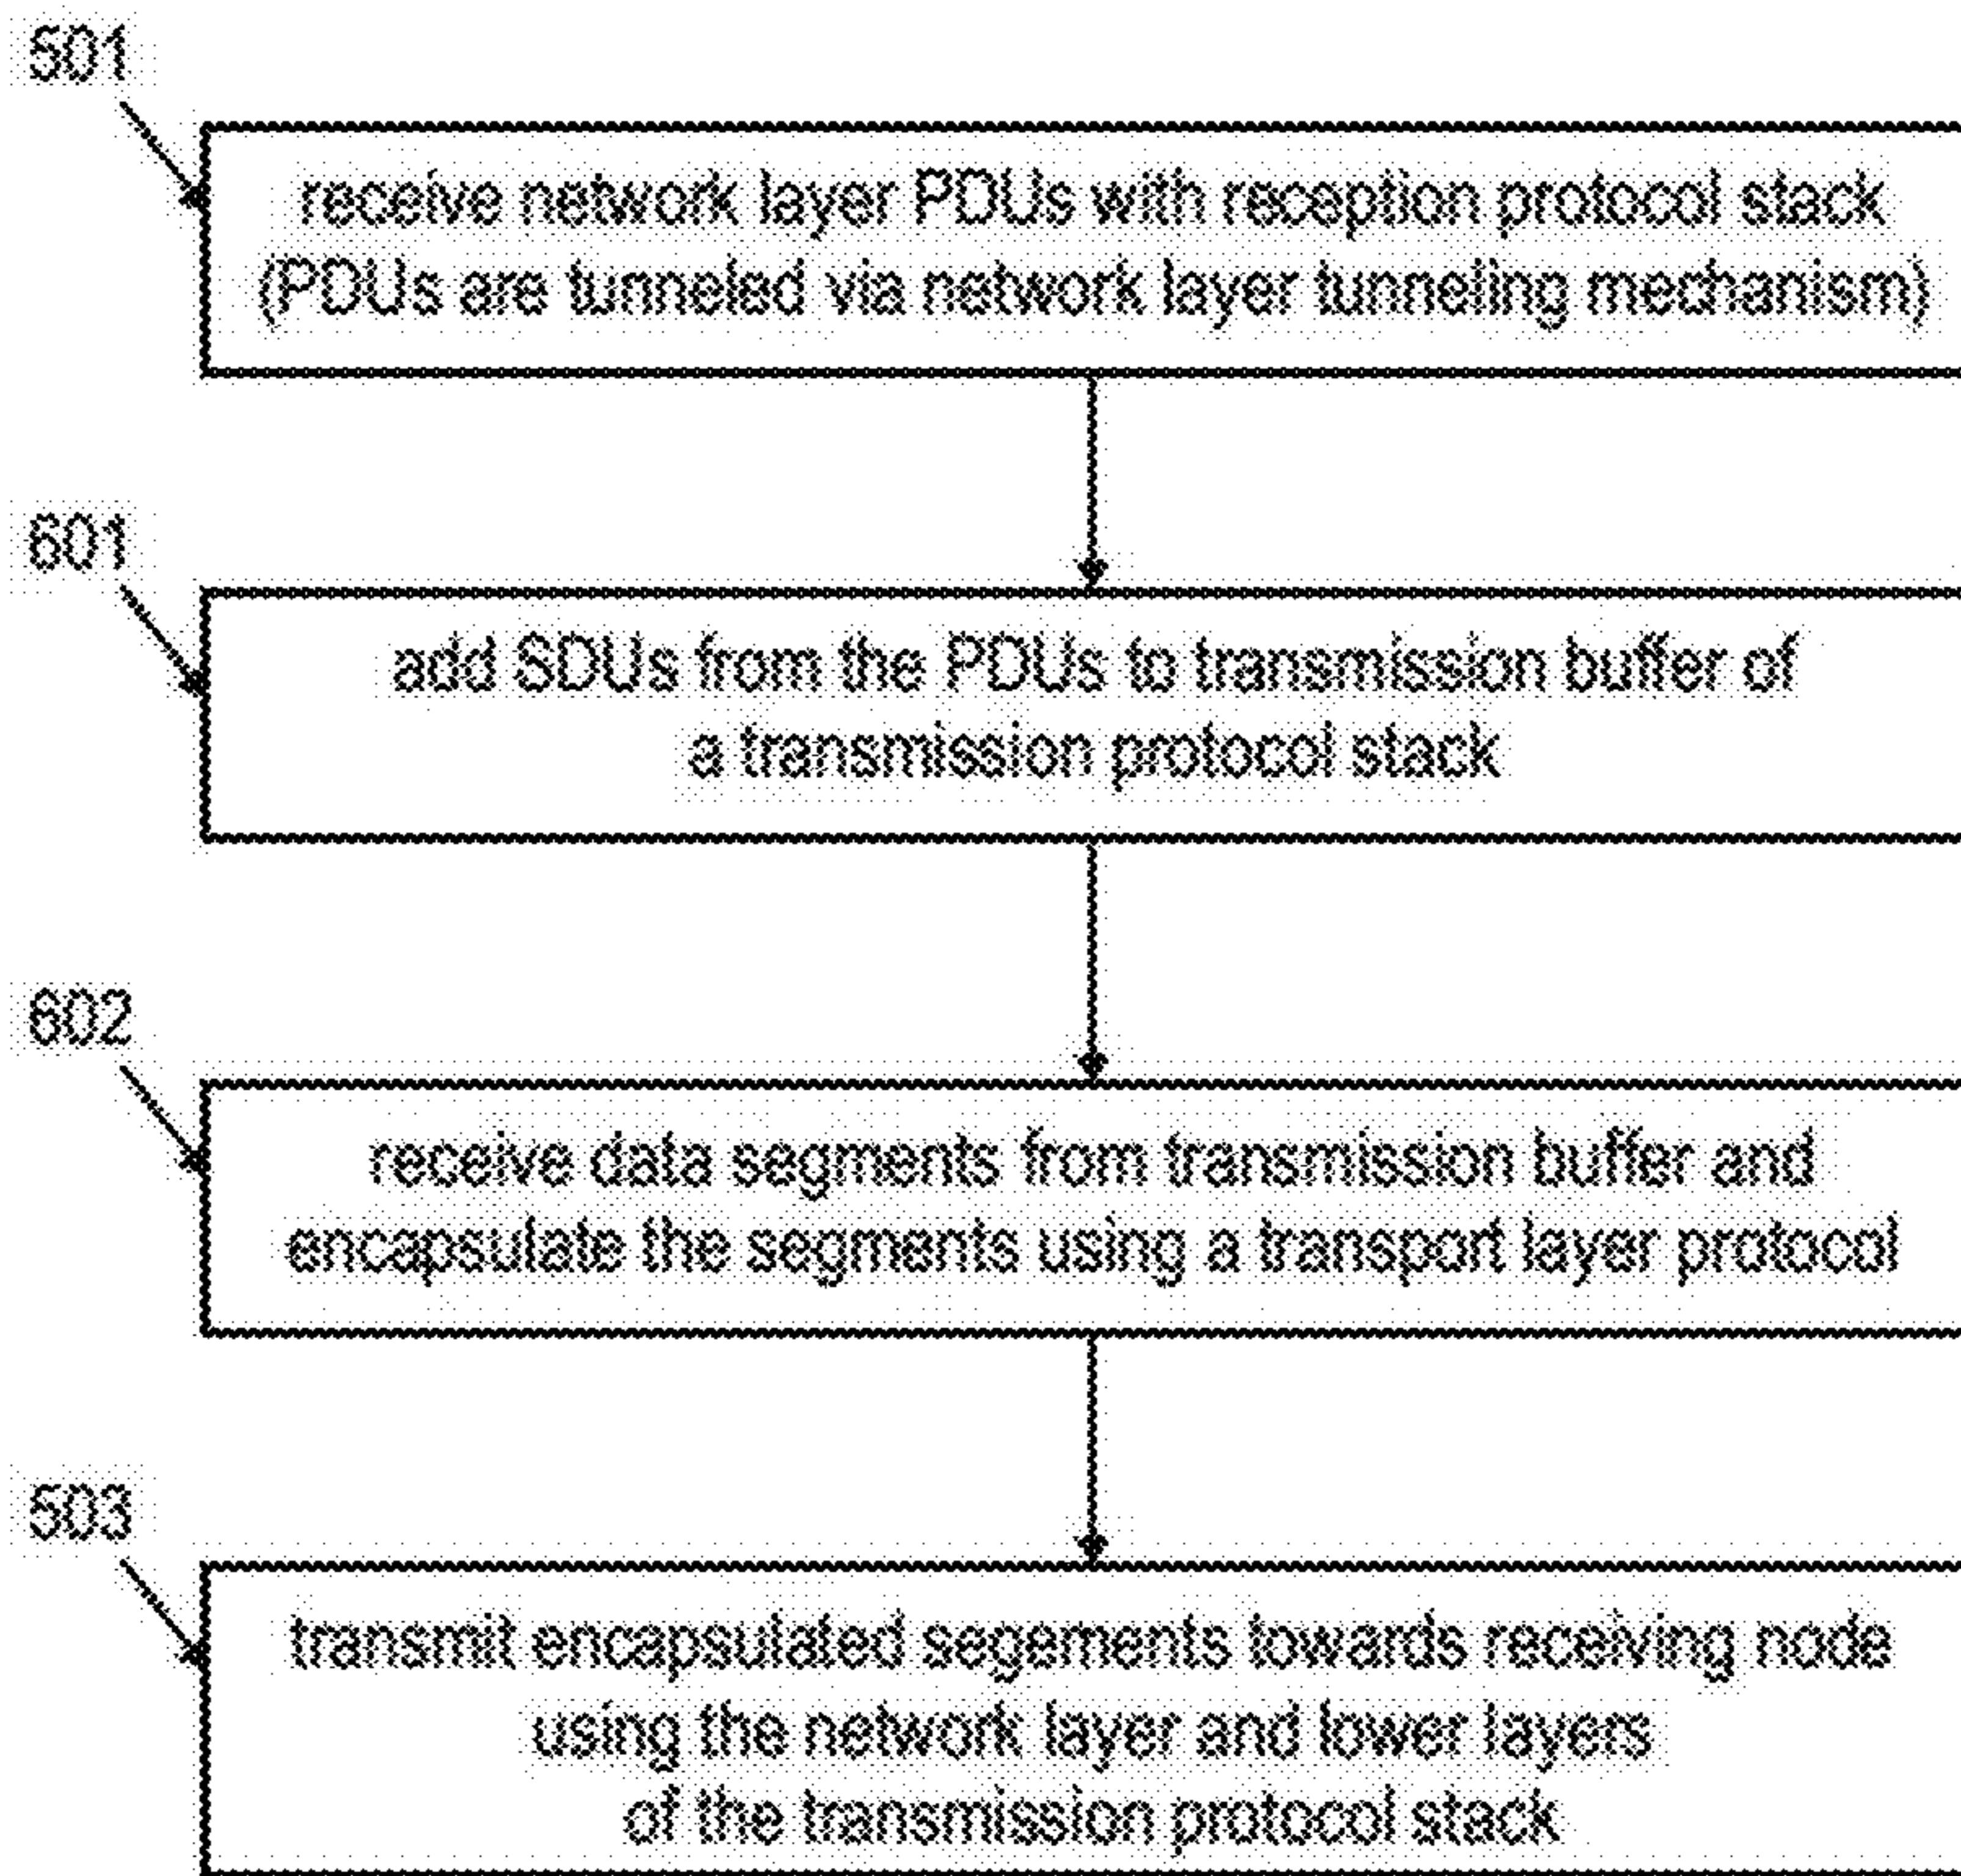 501
receive network layer PDUs with reception protocol stack
(PDUs are tunneled via network layer tunneling mechanism)
601
add SDUs from the PDUs to transmission buffer of
a transmission protocol stack
602
receive data segments from transmission buffer and
encapsulate the segments using a transport layer protocol
503
transmit encapsulated segements towards receiving node
using the network layer and lower layers
of the transmission protocol stack